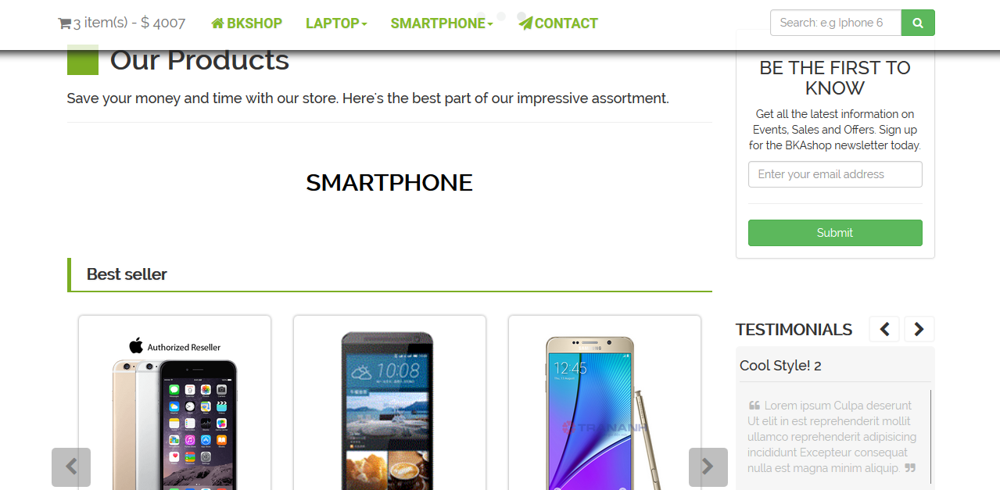 3 item(s) - $ 4007
BKSHOP
LAPTOP
SMARTPHONE
CONTACT
Search: e.g Iphone 6
Our Products
Save your money and time with our store. Here's the best part of our impressive assortment.
SMARTPHONE
Best seller
Authorized Reseller
10:08
SAMSUNG
12:45
TRANANH
BE THE FIRST TO
KNOW
Get all the latest information on
Events, Sales and Offers. Sign up
for the BKAshop newsletter today.
Enter your email address
Submit
TESTIMONIALS
Cool Style! 2
❝ Lorem ipsum Culpa deserunt
Ut elit in est reprehenderit mollit
ullamco reprehenderit adipisicing
incididunt Excepteur consequat
nulla est magna minim aliquip. ❞